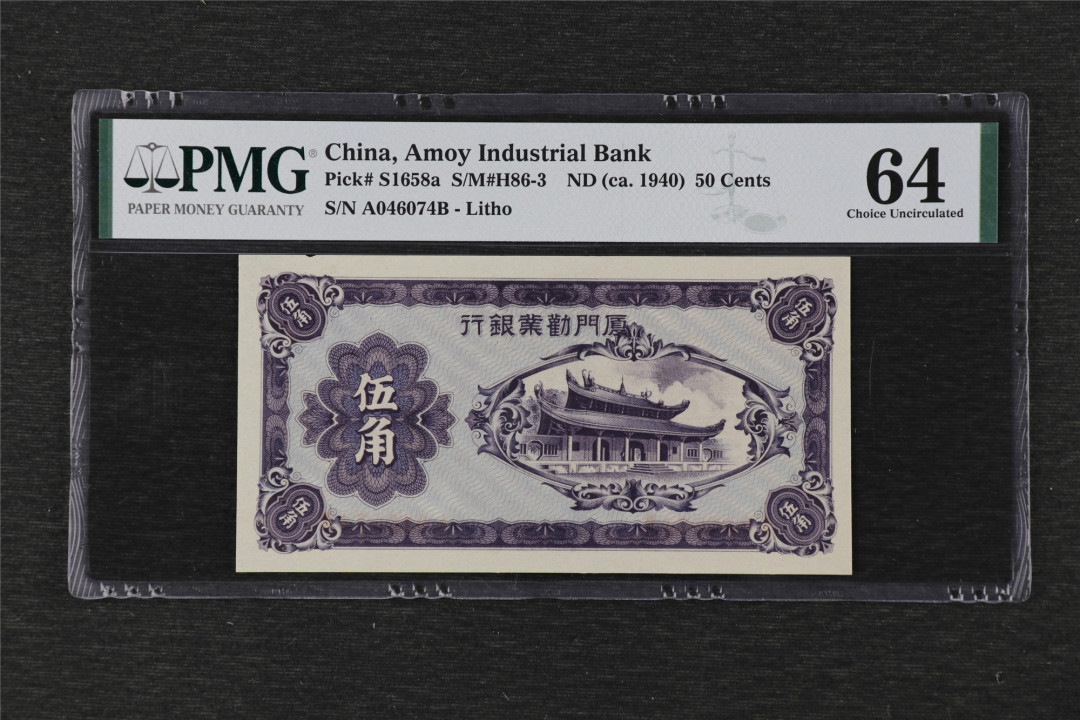 PMG®
PAPER MONEY GUARANTY
China, Amoy Industrial Bank
Pick# S1658a S/M#H86-3 ND (ca. 1940) 50 Cents
S/N A046074B - Litho
64
Choice Uncirculated
伍角
伍角
行銀業勸門厦
伍角
伍角
伍角